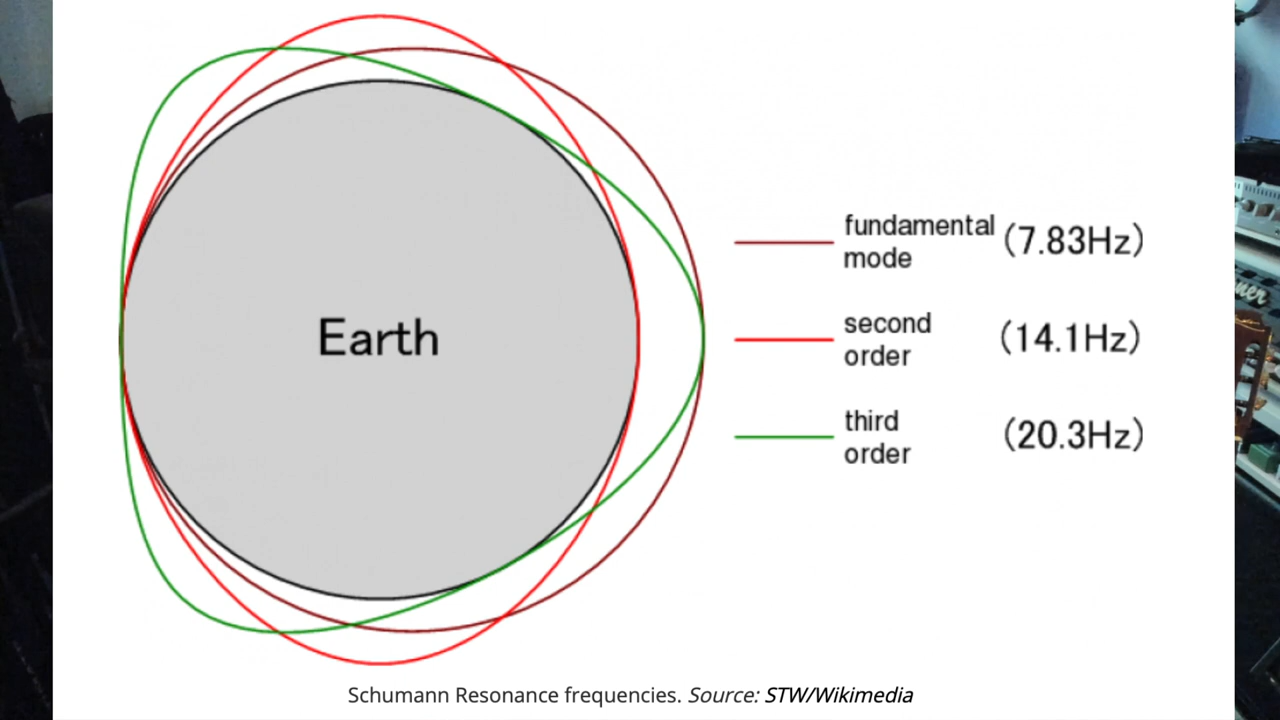 Earth
fundamental
mode
(7.83Hz)
second
order
(14.1Hz)
third
order
(20.3Hz)
Schumann Resonance frequencies. Source: STW/Wikimedia